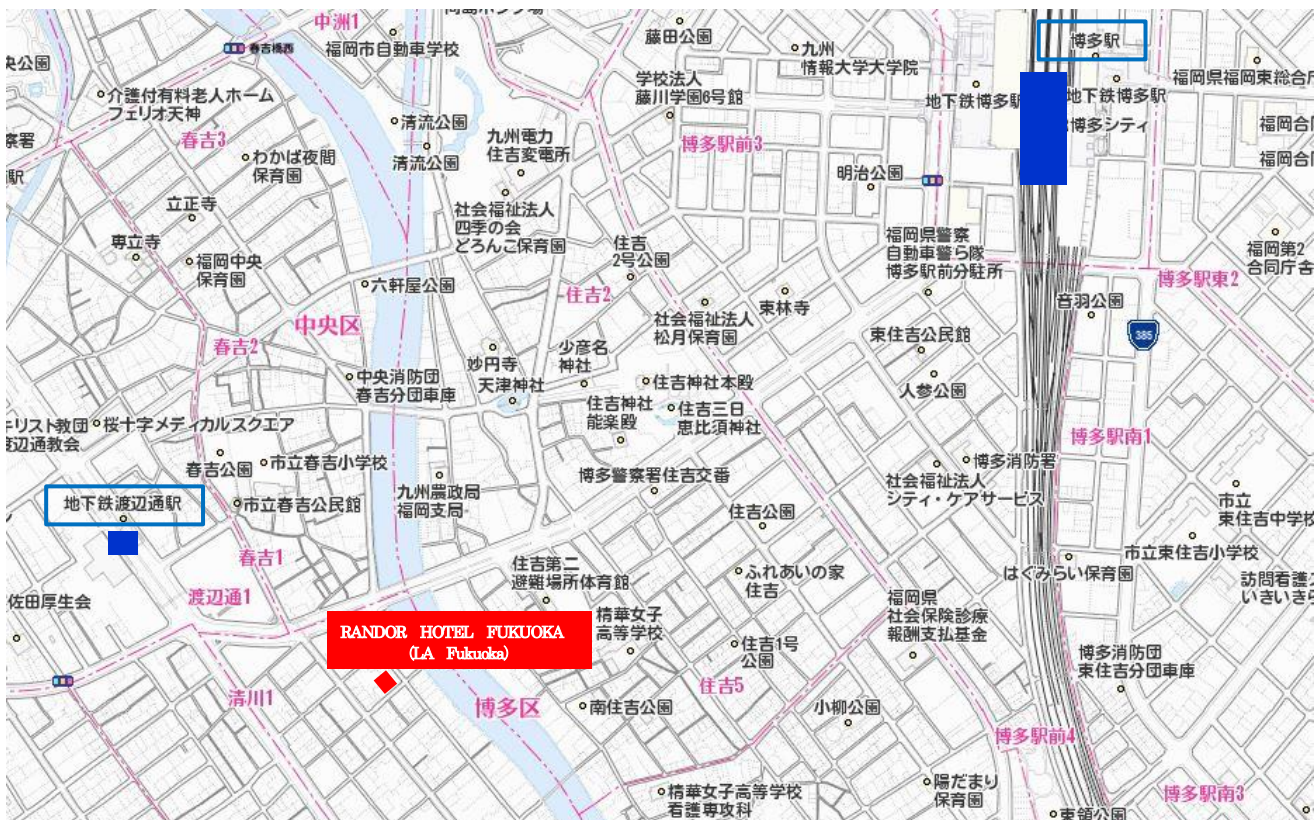 中洲1
春吉橋西
福岡市自動車学校
藤田公園
九州
情報大学大学院
博多駅
福岡県福岡東総合庁
央公園
介護付有料老人ホーム
フェリオ天神
学校法人
藤川学園6号館
地下鉄博多駅
地下鉄博多駅
博多シティ
福岡合
福岡合
察署
駅
春吉3
清流公園
清流公園
九州電力
住吉変電所
博多駅前3
明治公園
わかば夜間
保育園
立正寺
専立寺
福岡中央
保育園
社会福祉法人
四季の会
どろんこ保育園
住吉
2号公園
福岡県警察
自動車警ら隊
博多駅前分駐所
福岡第2
合同庁舎
博多駅東2
六軒屋公園
住吉2
東林寺
音羽公園
385
中央区
春吉2
社会福祉法人
松月保育園
東住吉公民館
妙円寺
少彦名
神社
天津神社
中央消防団
春吉分団車庫
住吉神社本殿
人参公園
住吉神社
能楽殿
住吉三日
恵比須神社
キリスト教団
渡辺通教会
桜十字メディカルスクエア
博多駅南1
春吉公園
市立春吉小学校
博多警察署住吉交番
博多消防署
社会福祉法人
シティ・ケアサービス
地下鉄渡辺通駅
市立春吉公民館
九州農政局
福岡支局
住吉公園
市立
東住吉中学校
春吉1
住吉第二
避難場所体育館
ふれあいの家
住吉
市立東住吉小学校
はぐみらい保育園
訪問看護ス
いきいきら
渡辺通1
佐田厚生会
RANDOR HOTEL FUKUOKA
(LA Fukuoka)
精華女子
高等学校
福岡県
社会保険診療
報酬支払基金
住吉1号
公園
博多消防団
東住吉分団車庫
清川1
博多区
住吉5
南住吉公園
小柳公園
博多駅前4
精華女子高等学校
看護専攻科
陽だまり
保育園
博多駅南3
東領公園